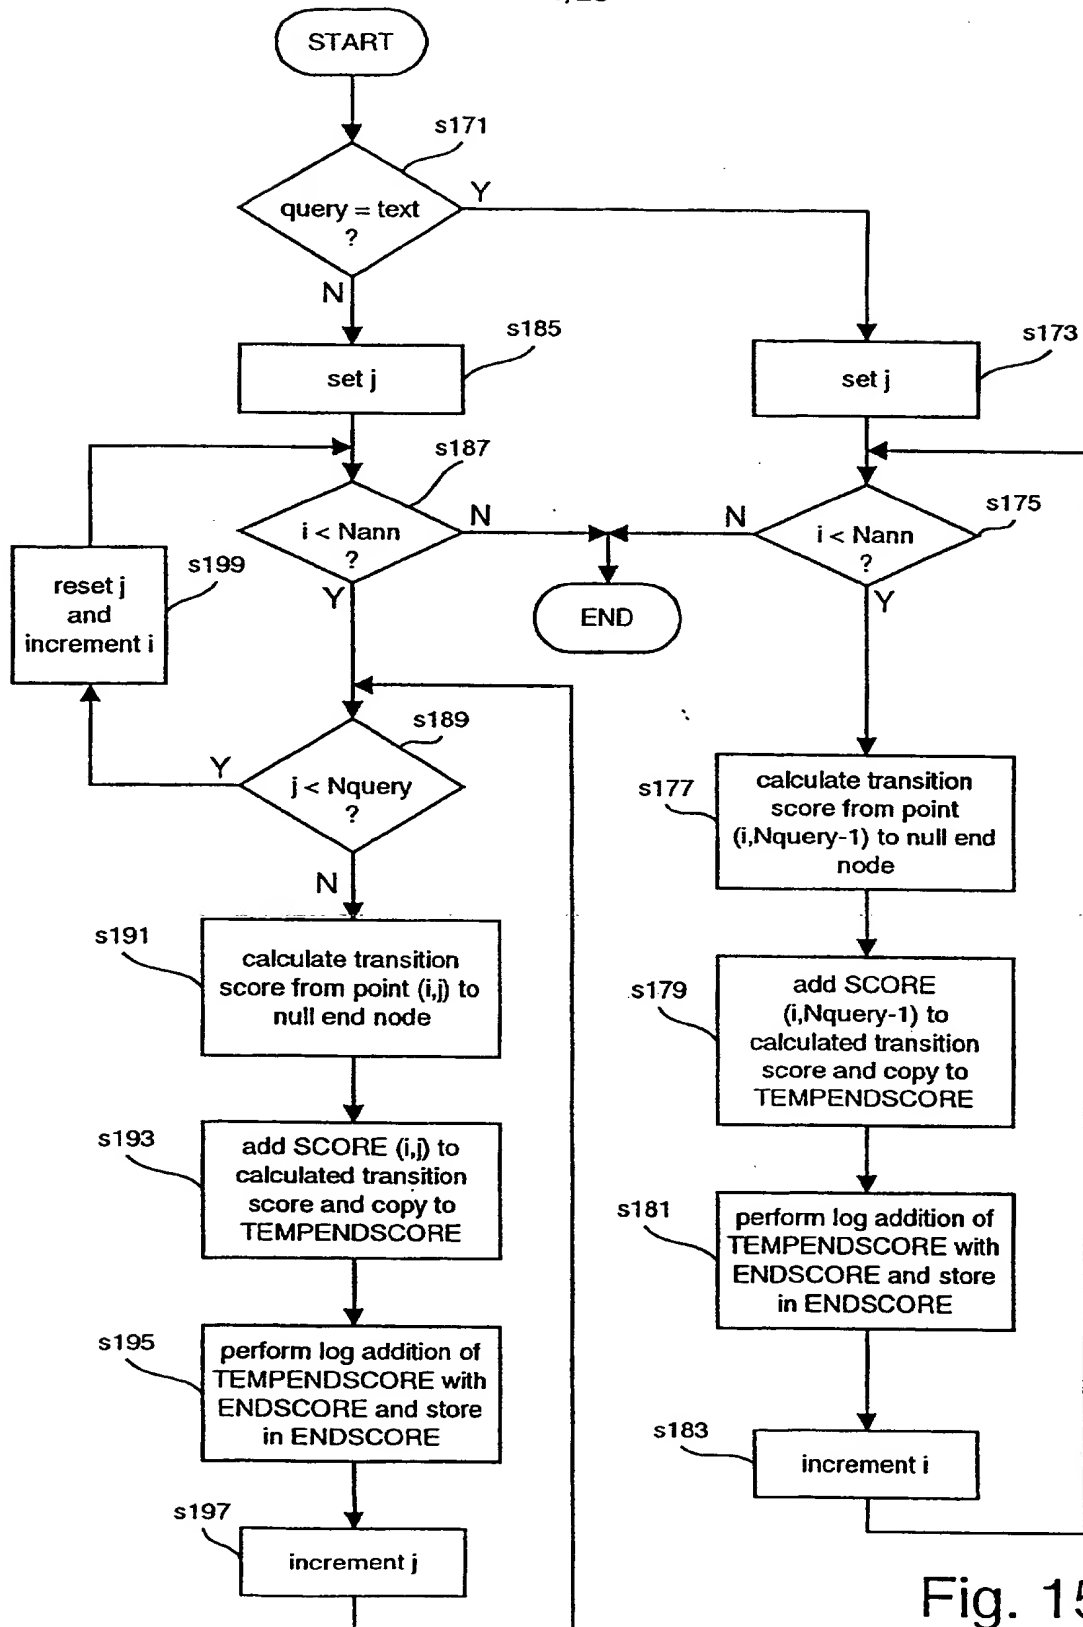 START
s171
query = text
?
Y
N
s185
set j
s173
set j
s187
i < Nann
?
N
Y
s175
i < Nann
?
N
Y
END
s199
reset j
and
increment i
s189
j < Nquery
?
Y
N
s177
calculate transition
score from point
(i,Nquery-1) to null end
node
s191
calculate transition
score from point (i,j) to
null end node
s179
add SCORE
(i,Nquery-1) to
calculated transition
score and copy to
TEMPENDSCORE
s193
add SCORE (i,j) to
calculated transition
score and copy to
TEMPENDSCORE
s181
perform log addition of
TEMPENDSCORE with
ENDSCORE and store
in ENDSCORE
s195
perform log addition of
TEMPENDSCORE with
ENDSCORE and store
in ENDSCORE
s183
increment i
s197
increment j
Fig. 15